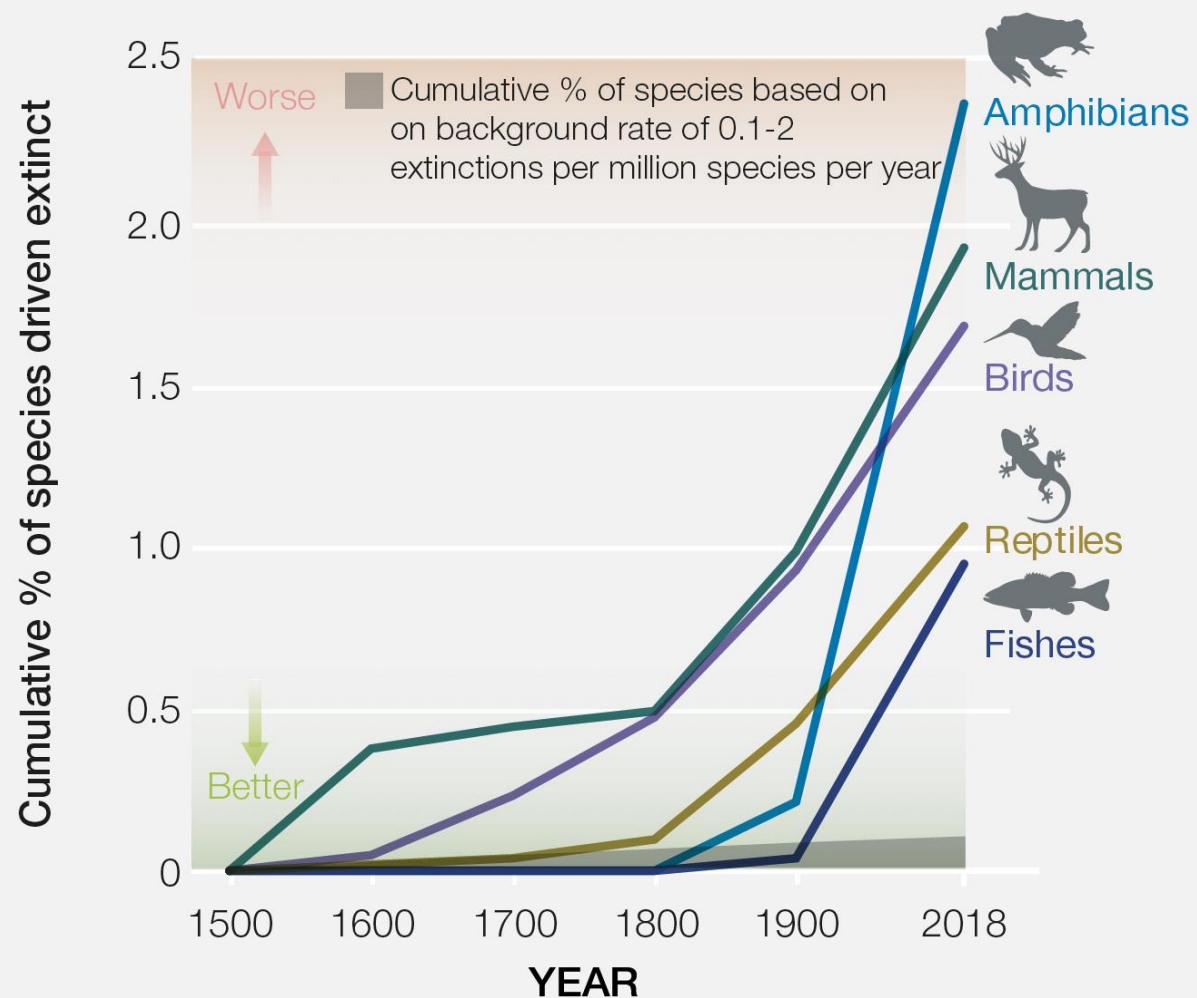 Cumulative % of species driven extinct
2.5
2.0
1.5
1.0
0.5
0
Worse
Cumulative % of species based on
on background rate of 0.1-2
extinctions per million species per year
Better
Amphibians
Mammals
Birds
Reptiles
Fishes
1500
1600
1700
1800
1900
2018
YEAR